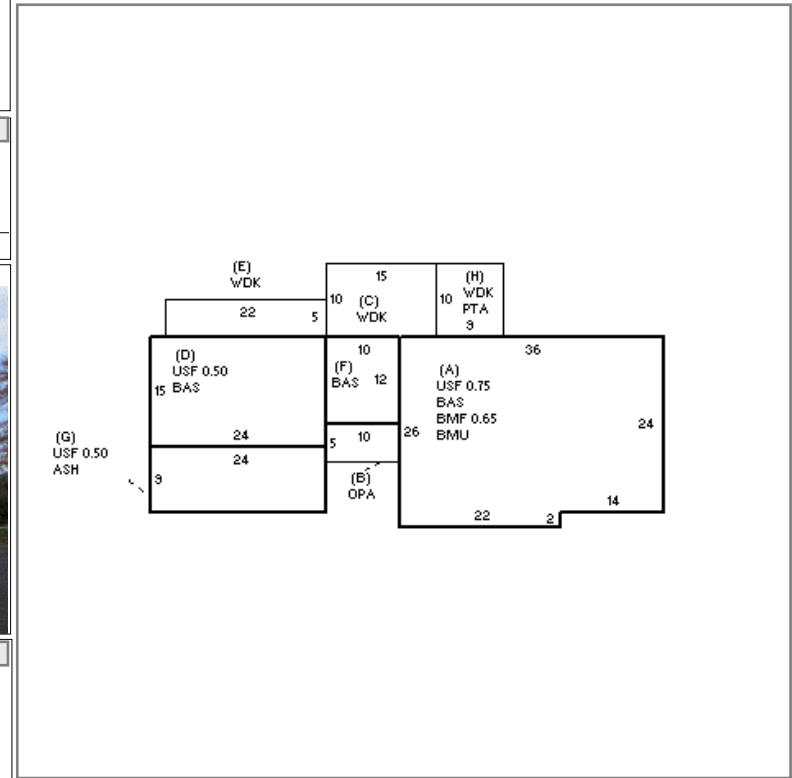 (E)
WDK
22
5
15
10
(C)
WDK
(H)
WDK
PTA
10
9
(D)
USF 0.50
BAS
15
24
10
(F)
BAS
12
36
(A)
USF 0.75
BAS
BMF 0.65
BMU
26
24
(G)
USF 0.50
ASH
24
9
5
10
(B)
OPA
22
2
14